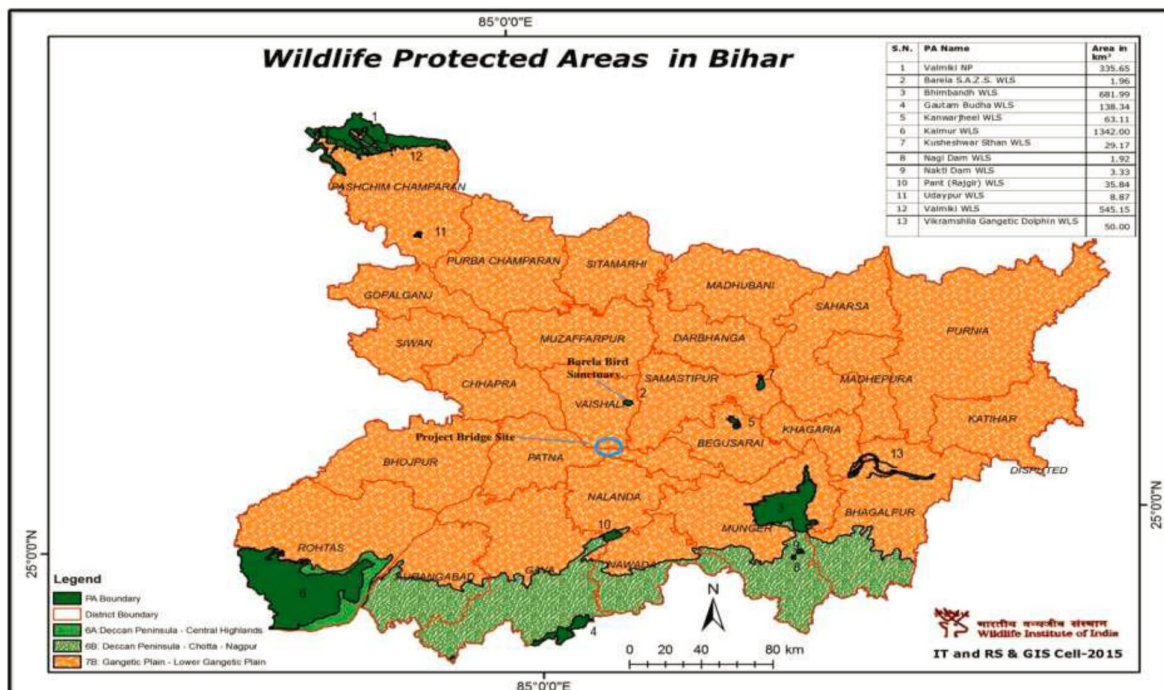 85°0'0"E
Wildlife Protected Areas in Bihar
S.N. PA Name Area in km²
1 Valmiki NP 335.65
2 Barela S.A.Z.S. WLS 1.96
3 Bhimbandh WLS 681.99
4 Gautam Budha WLS 138.34
5 Kanwarjheel WLS 63.11
6 Kaimur WLS 1342.00
7 Kusheshwar Sthan WLS 29.17
8 Nagi Dam WLS 1.92
9 Nakti Dam WLS 3.33
10 Pant (Rajgir) WLS 35.84
11 Udaypur WLS 8.87
12 Valmiki WLS 545.15
13 Vikramshila Gangetic Dolphin WLS 50.00
1
12
PASHCHIM CHAMPARAN
11
PURBA CHAMPARAN
SITAMARHI
MADHUBANI
GOPALGANJ
SAHARSA
PURNIA
SIWAN
MUZAFFARPUR
DARBHANGA
Barela Bird
Sanctuary
SAMASTIPUR
7
MADHEPURA
CHHAPRA
VAISHALI
2
5
KHAGARIA
KATIHAR
Project Bridge Site
BEGUSARAI
PATNA
BHOJPUR
13
DISPUTED
NALANDA
3
MUNGER
BHAGALPUR
10
ROHTAS
9
8
AURANGABAD
GAYA
NAWADA
6
4
25°0'0"N
25°0'0"N
Legend
PA Boundary
District Boundary
6A:Deccan Peninsula - Central Highlands
6B: Deccan Peninsula - Chotta - Nagpur
7B: Gangetic Plain - Lower Gangetic Plain
N
0 20 40 80 km
भारतीय वन्यजीव संस्थान
Wildlife Institute of India
IT and RS & GIS Cell-2015
85°0'0"E